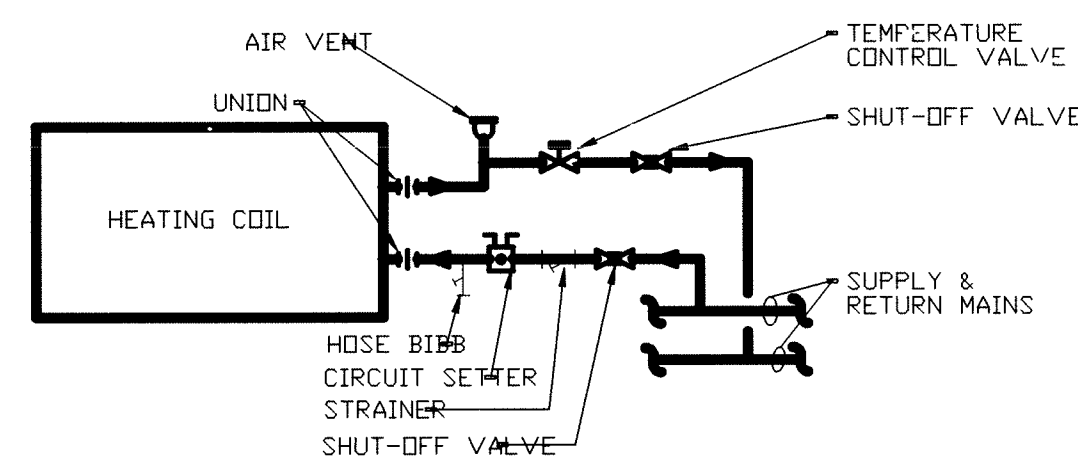 AIR VENT
TEMPERATURE
CONTROL VALVE
UNION
SHUT-OFF VALVE
HEATING COIL
SUPPLY &
RETURN MAINS
HOSE BIBB
CIRCUIT SETTER
STRAINER
SHUT-OFF VALVE